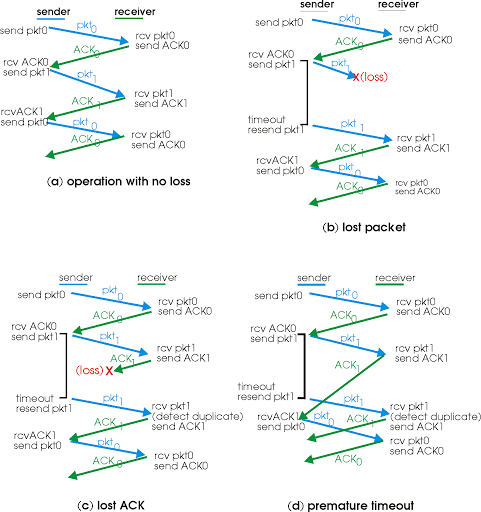 sender receiver
send pkt0
pkt0
rcv pkt0
send ACK0
ACK0
rcv ACK0
send pkt1
pkt1
rcv pkt1
send ACK1
ACK1
rcvACK1
send pkt0
pkt0
rcv pkt0
send ACK0
ACK0
(a) operation with no loss
sender receiver
send pkt0
pkt0
rcv pkt0
send ACK0
ACK0
rcv ACK0
send pkt1
pkt1
X(loss)
timeout
resend pkt1
pkt1
rcv pkt1
send ACK1
ACK1
rcvACK1
send pkt0
pkt0
rcv pkt0
send ACK0
ACK0
(b) lost packet
sender receiver
send pkt0
pkt0
rcv pkt0
send ACK0
ACK0
rcv ACK0
send pkt1
pkt1
rcv pkt1
send ACK1
ACK1
(loss) X
timeout
resend pkt1
pkt1
rcv pkt1
(detect duplicate)
send ACK1
ACK1
rcvACK1
send pkt0
pkt0
rcv pkt0
send ACK0
ACK0
(c) lost ACK
sender receiver
send pkt0
pkt0
rcv pkt0
send ACK0
ACK0
rcv ACK0
send pkt1
pkt1
rcv pkt1
send ACK1
ACK1
timeout
resend pkt1
pkt1
rcv pkt1
(detect duplicate)
send ACK1
ACK1
rcvACK1
send pkt0
pkt0
rcv pkt0
send ACK0
ACK0
(d) premature timeout